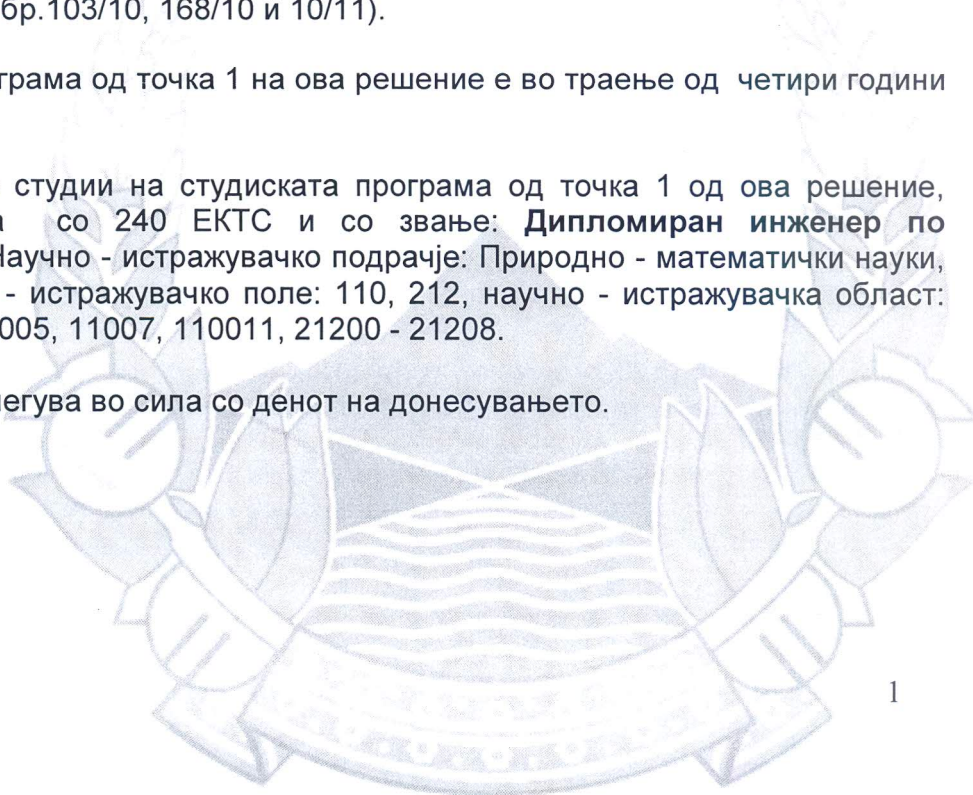 бр.103/10, 168/10 и 10/11).
грама од точка 1 на ова решение е во траење од четири години
студии на студиската програма од точка 1 од ова решение,
а со 240 ЕКТС и со звање: Дипломиран инженер по
Научно - истражувачко подрачје: Природно - математички науки,
- истражувачко поле: 110, 212, научно - истражувачка област:
005, 11007, 110011, 21200 - 21208.
легува во сила со денот на донесувањето.
1